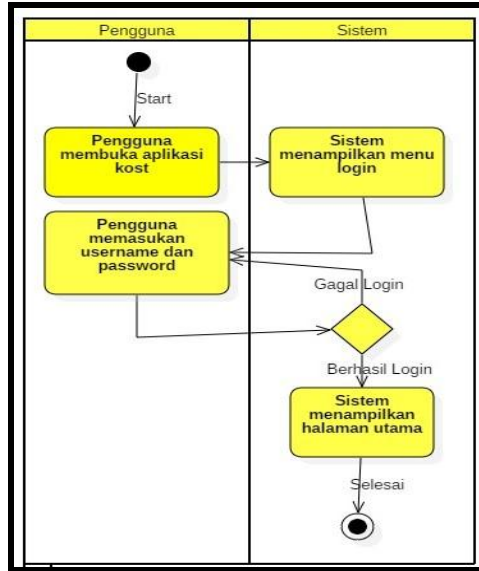 Pengguna
Sistem
Start
Pengguna
membuka aplikasi
kost
Sistem
menampilkan menu
login
Pengguna
memasukan
username dan
password
Gagal Login
Berhasil Login
Sistem
menampilkan
halaman utama
Selesai